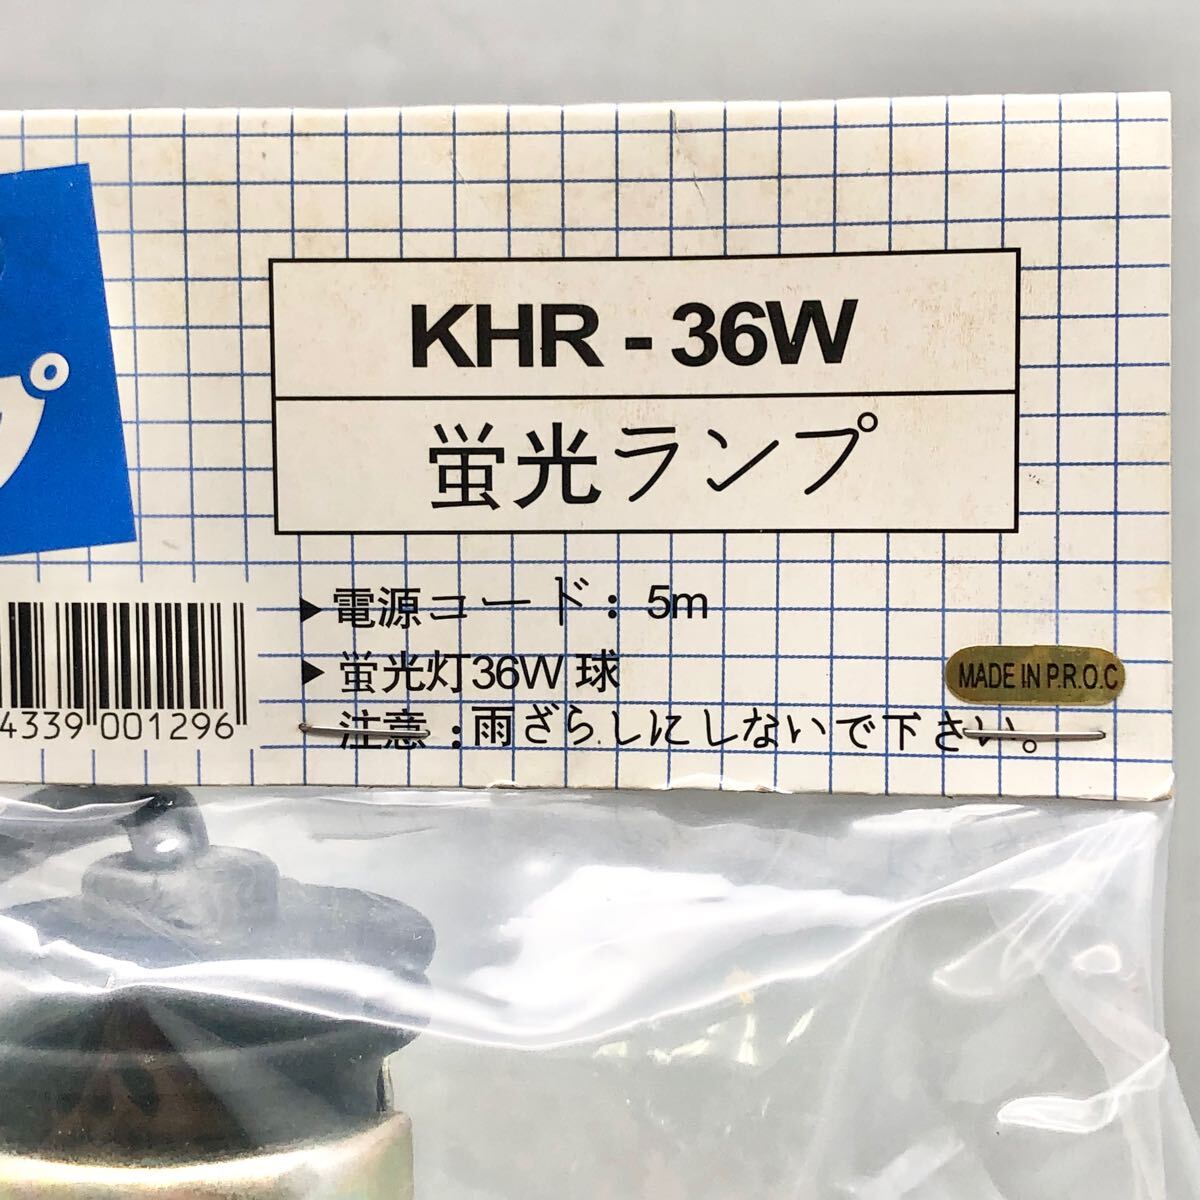 KHR - 36W
蛍光ランプ
▶電源コード: 5m
▶蛍光灯36W 球
注意:雨ざらしにしないで下さい。
MADE IN P.R.O.C
4339 001296